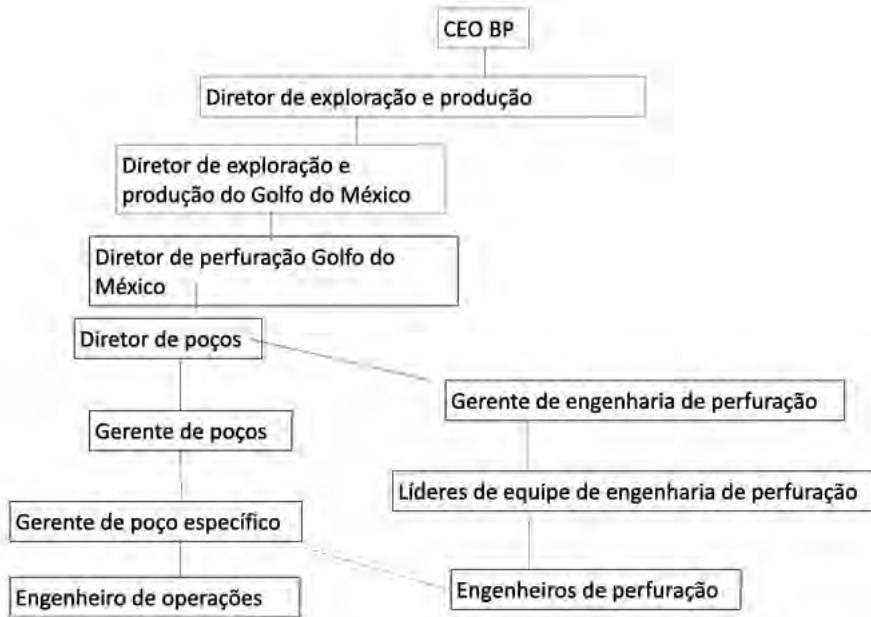 CEO BP
Diretor de exploração e produção
Diretor de exploração e
produção do Golfo do México
Diretor de perfuração Golfo do
México
Diretor de poços
Gerente de engenharia de perfuração
Gerente de poços
Líderes de equipe de engenharia de perfuração
Gerente de poço específico
Engenheiro de operações
Engenheiros de perfuração